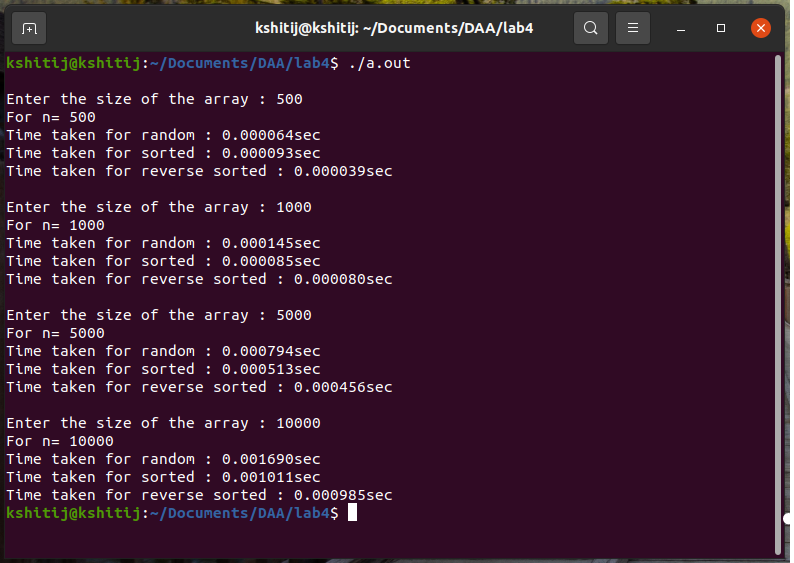 kshitij@kshitij: ~/Documents/DAA/lab4
kshitij@kshitij:~/Documents/DAA/lab4$ ./a.out
Enter the size of the array : 500
For n= 500
Time taken for random : 0.000064sec
Time taken for sorted : 0.000093sec
Time taken for reverse sorted : 0.000039sec
Enter the size of the array : 1000
For n= 1000
Time taken for random : 0.000145sec
Time taken for sorted : 0.000085sec
Time taken for reverse sorted : 0.000080sec
Enter the size of the array : 5000
For n= 5000
Time taken for random : 0.000794sec
Time taken for sorted : 0.000513sec
Time taken for reverse sorted : 0.000456sec
Enter the size of the array : 10000
For n= 10000
Time taken for random : 0.001690sec
Time taken for sorted : 0.001011sec
Time taken for reverse sorted : 0.000985sec
kshitij@kshitij:~/Documents/DAA/lab4$